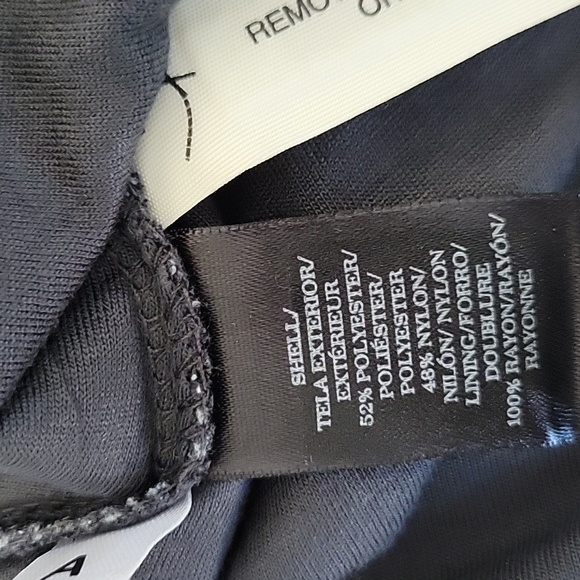 REMO
O
SHELL/
TELA EXTERIOR/
EXTÉRIEUR
52% POLYESTER/
POLIÉSTER/
POLYESTER
48% NYLON/
NILÓN/ NYLON
LINING/FORRO/
DOUBLURE
100% RAYON/RAYÓN/
RAYONNE
A